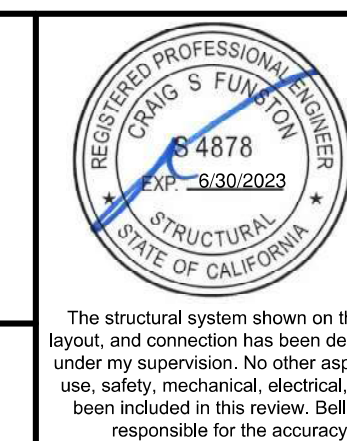 REGISTERED PROFESSIONAL ENGINEER
CRAIG S FUNSTON
S 4878
EXP. 6/30/2023
STRUCTURAL
STATE OF CALIFORNIA
The structural system shown on th
layout, and connection has been de
under my supervision. No other asp
use, safety, mechanical, electrical,
been included in this review. Bell
responsible for the accuracy